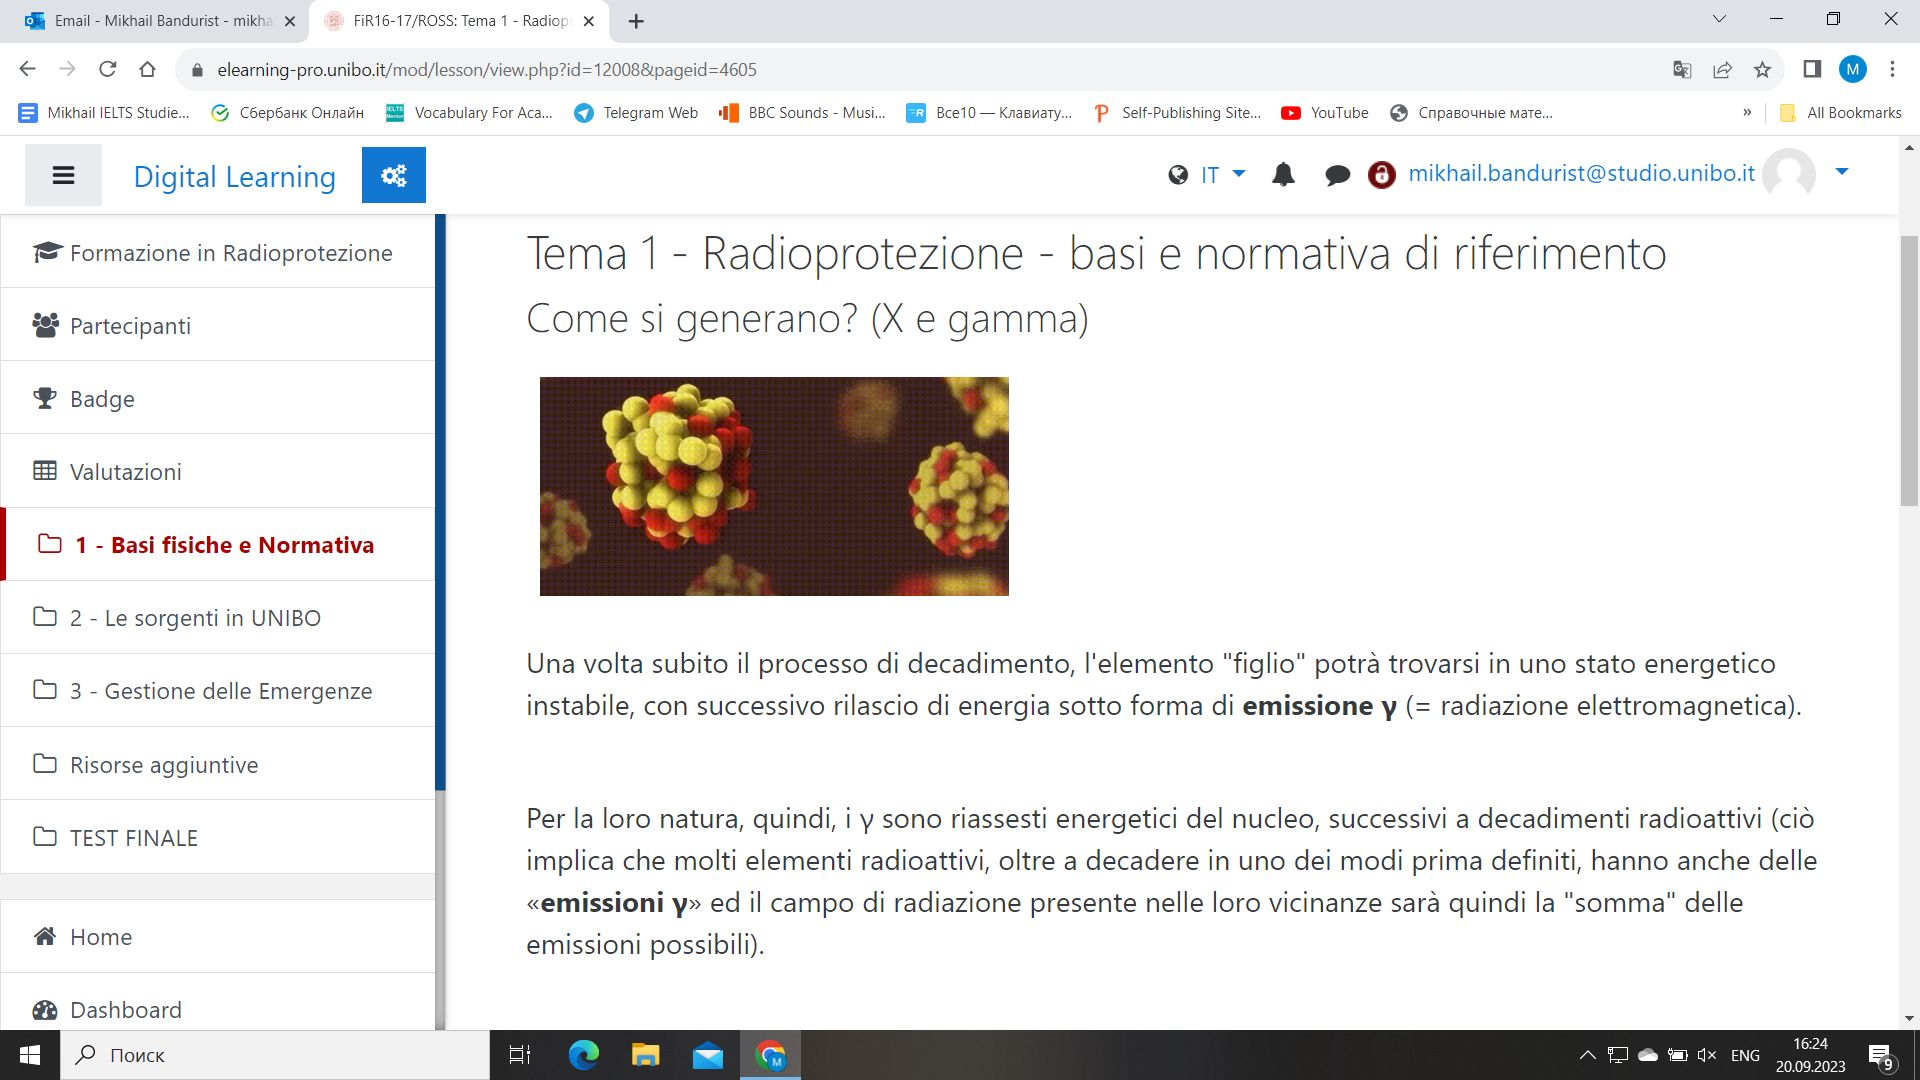 Email - Mikhail Bandurist - mikha
FiR16-17/ROSS: Tema 1 - Radiop
elearning-pro.unibo.it/mod/lesson/view.php?id=12008&pageid=4605
M
Mikhail IELTS Studie...
Сбербанк Онлайн
Vocabulary For Aca...
Telegram Web
BBC Sounds - Musi...
Все10 — Клавиату...
Self-Publishing Site...
YouTube
Справочные мате...
»
All Bookmarks
Digital Learning
IT
mikhail.bandurist@studio.unibo.it
Formazione in Radioprotezione
Partecipanti
Badge
Valutazioni
1 - Basi fisiche e Normativa
2 - Le sorgenti in UNIBO
3 - Gestione delle Emergenze
Risorse aggiuntive
TEST FINALE
Home
Dashboard
Tema 1 - Radioprotezione - basi e normativa di riferimento
Come si generano? (X e gamma)
Una volta subito il processo di decadimento, l'elemento "figlio" potrà trovarsi in uno stato energetico
instabile, con successivo rilascio di energia sotto forma di emissione γ (= radiazione elettromagnetica).
Per la loro natura, quindi, i γ sono riassesti energetici del nucleo, successivi a decadimenti radioattivi (ciò
implica che molti elementi radioattivi, oltre a decadere in uno dei modi prima definiti, hanno anche delle
«emissioni γ» ed il campo di radiazione presente nelle loro vicinanze sarà quindi la "somma" delle
emissioni possibili).
Поиск
M
ENG
16:24
20.09.2023
9